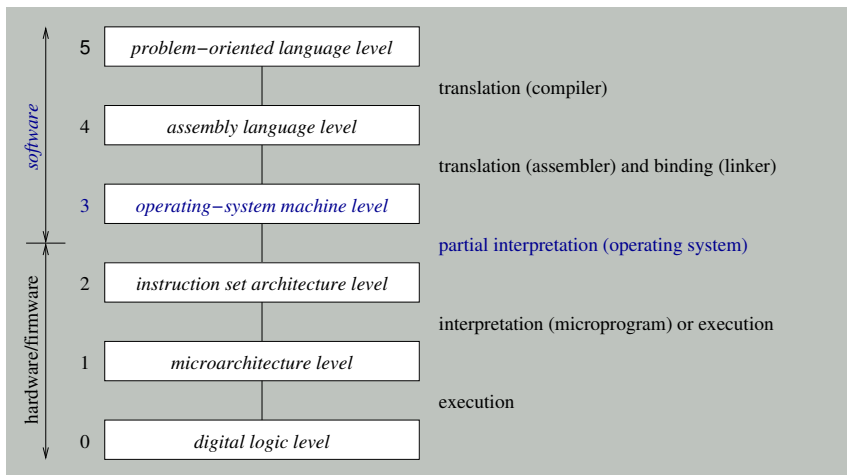 5 problem−oriented language level
translation (compiler)
4 assembly language level
translation (assembler) and binding (linker)
3 operating−system machine level
partial interpretation (operating system)
2 instruction set architecture level
interpretation (microprogram) or execution
1 microarchitecture level
execution
0 digital logic level
software
hardware/firmware